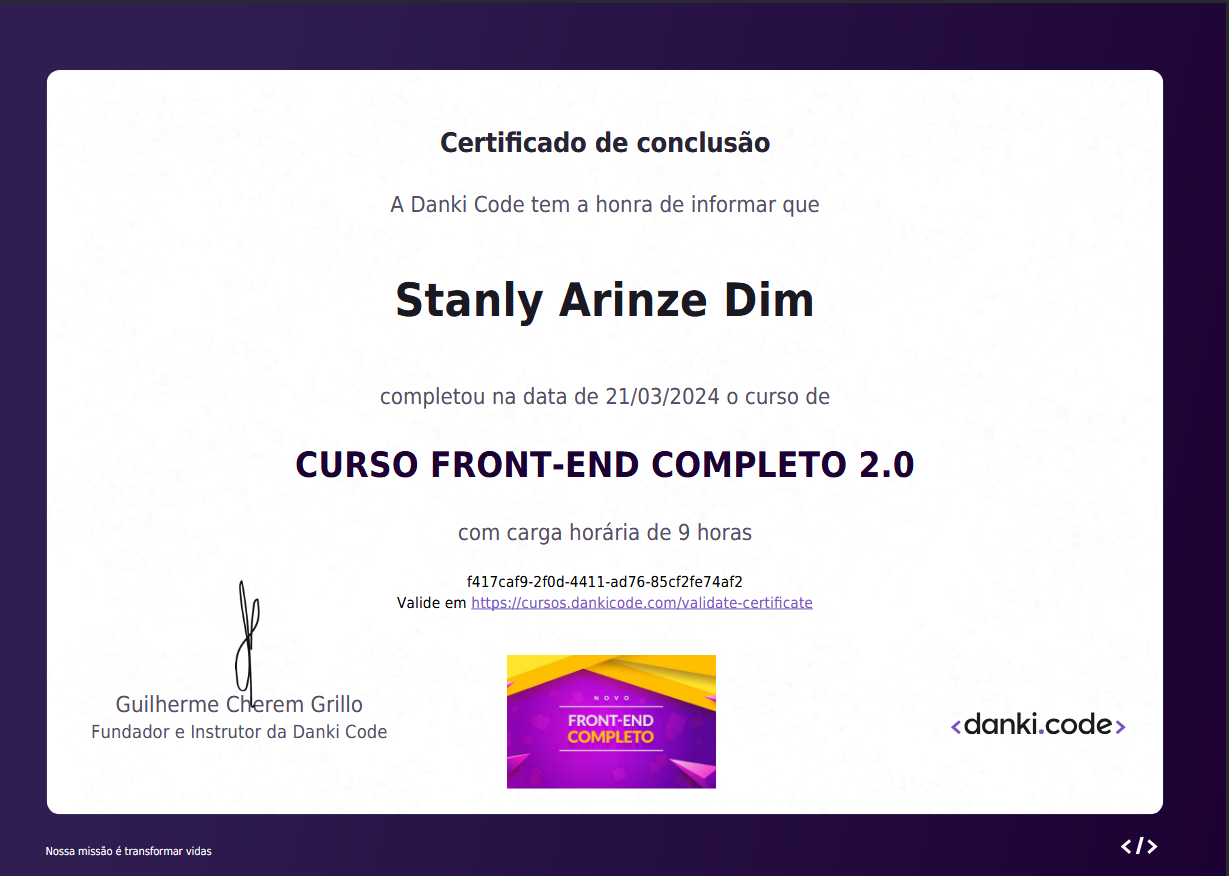 Certificado de conclusão
A Danki Code tem a honra de informar que
Stanly Arinze Dim
completou na data de 21/03/2024 o curso de
CURSO FRONT-END COMPLETO 2.0
com carga horária de 9 horas
f417caf9-2f0d-4411-ad76-85cf2fe74af2
Valide em https://cursos.dankicode.com/validate-certificate
Guilherme Cherem Grillo
Fundador e Instrutor da Danki Code
NOVO
FRONT-END
COMPLETO
<danki.code>
Nossa missão é transformar vidas
</>